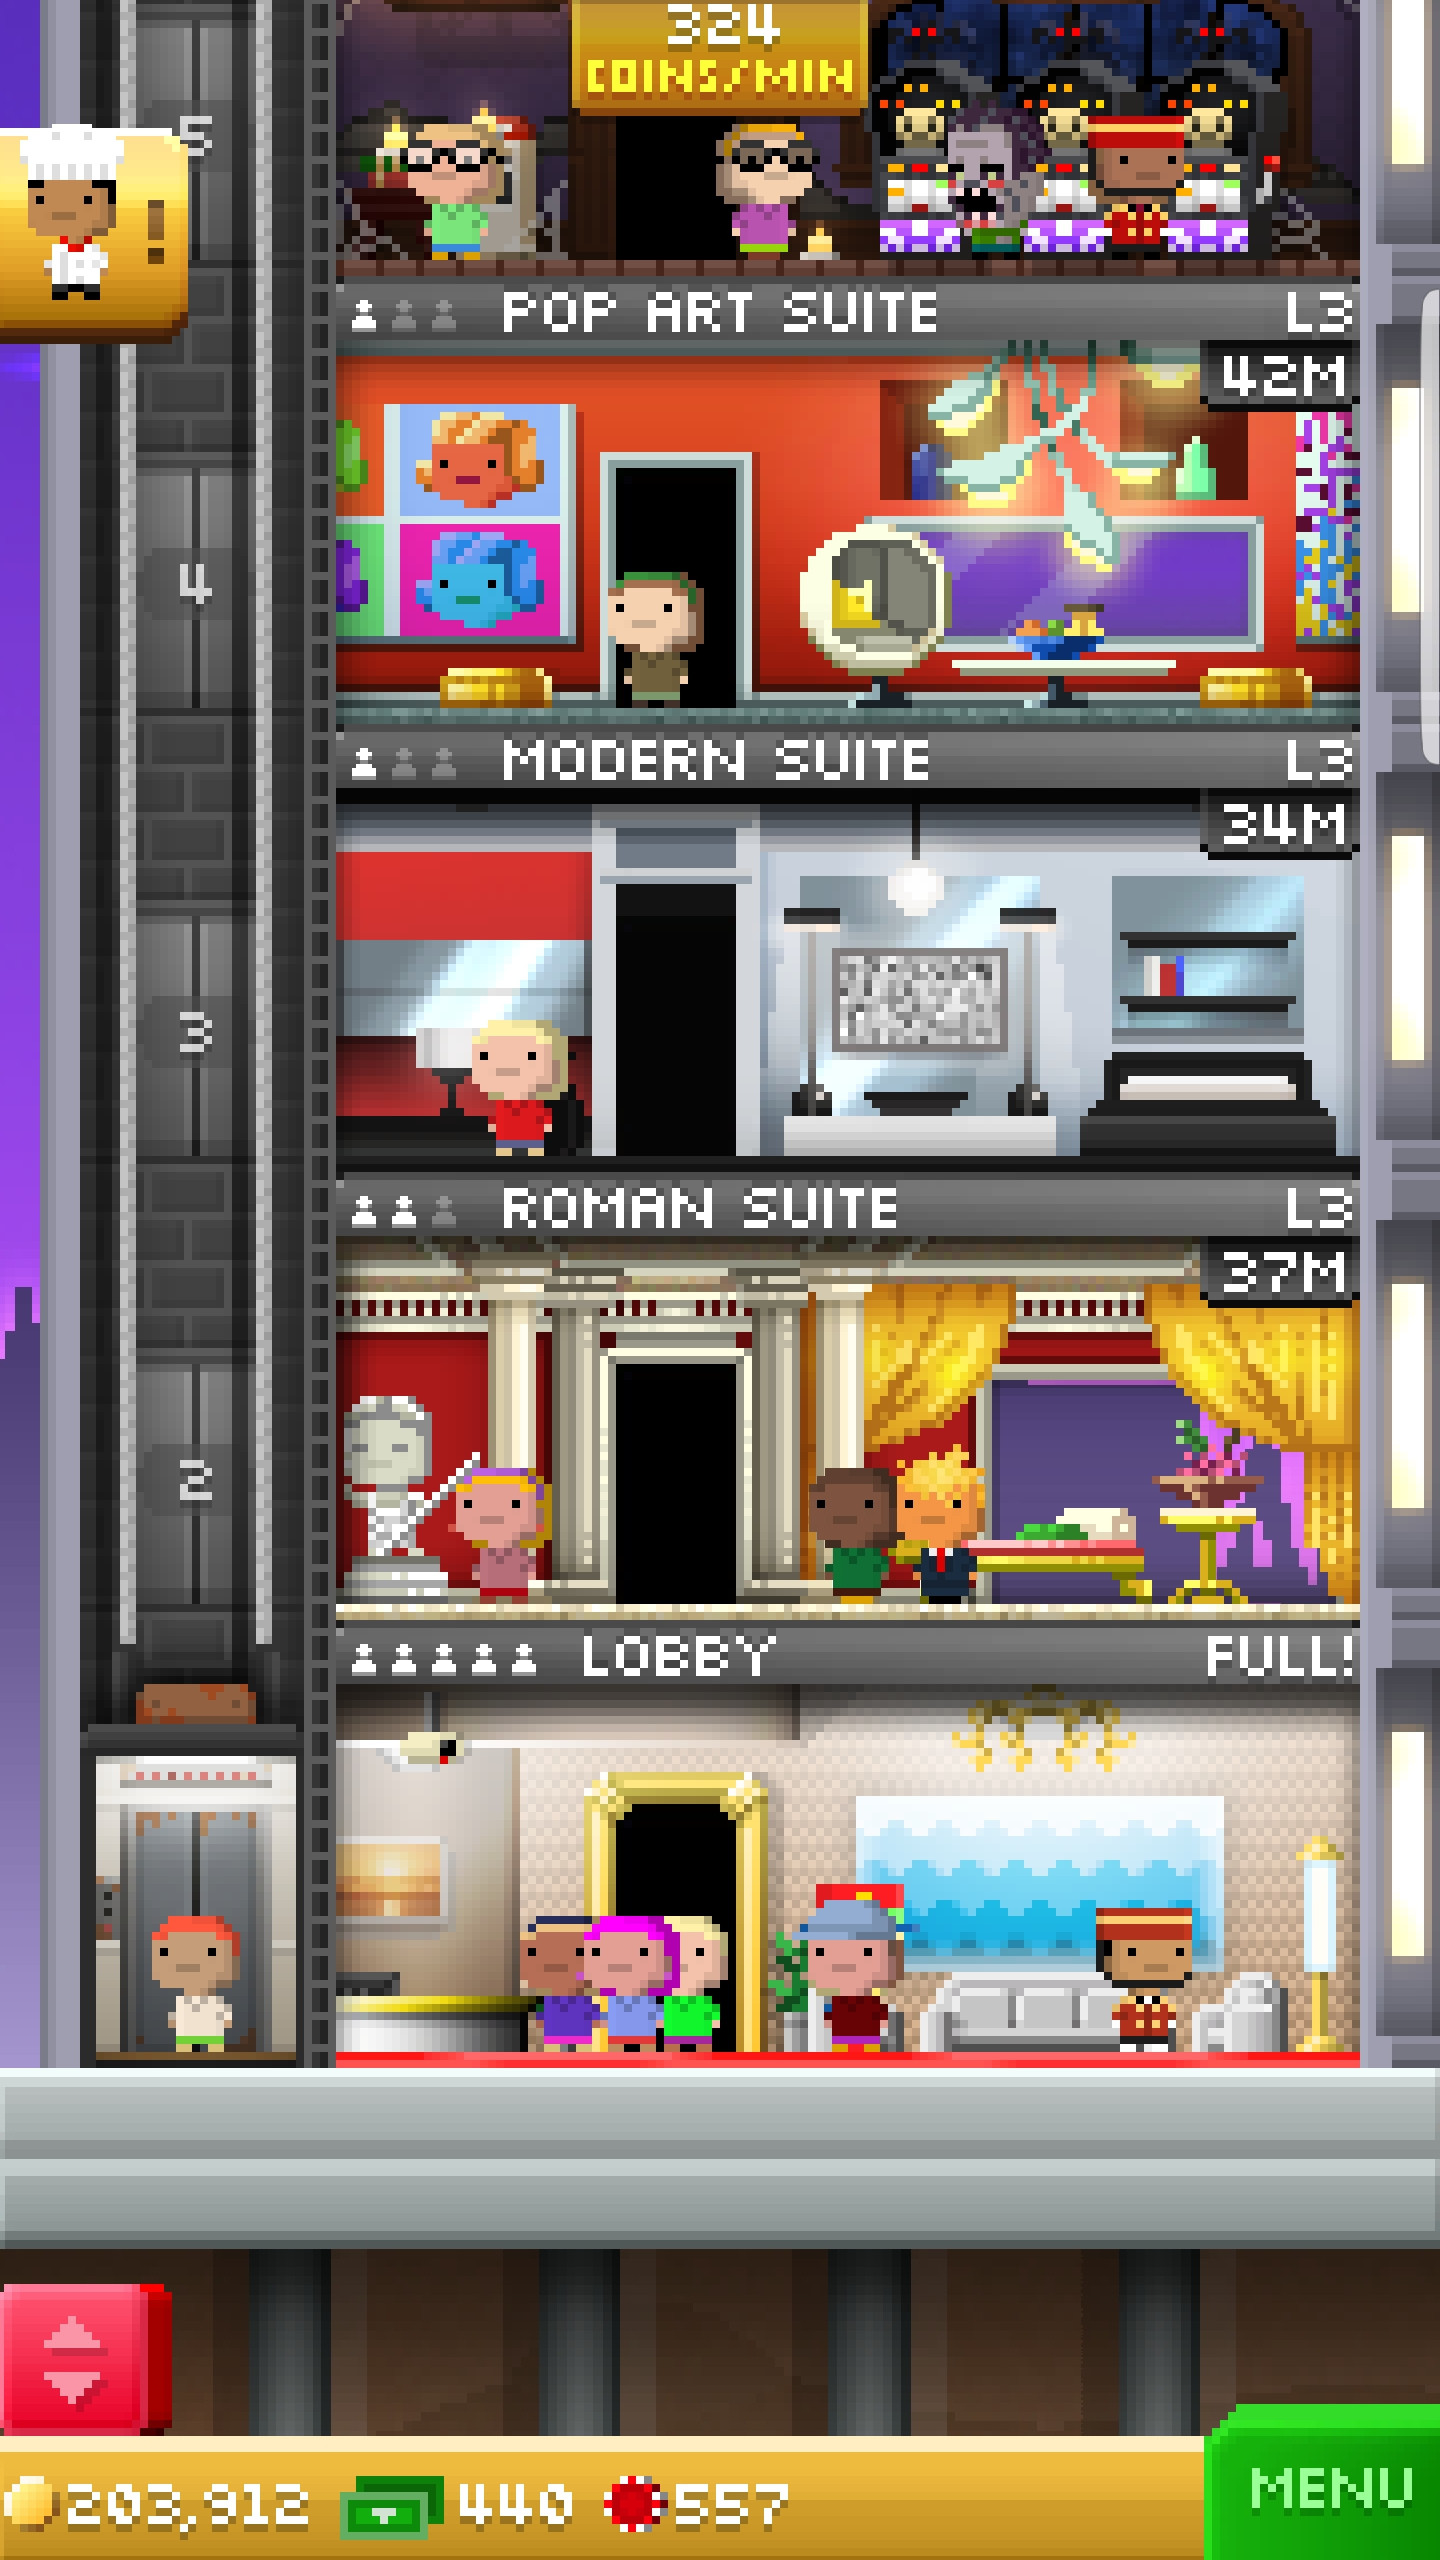 324
COINS/MIN
5
!
POP ART SUITE L3
42M
4
MODERN SUITE L3
34M
3
ROMAN SUITE L3
37M
2
LOBBY FULL!
203,912 440 557
MENU